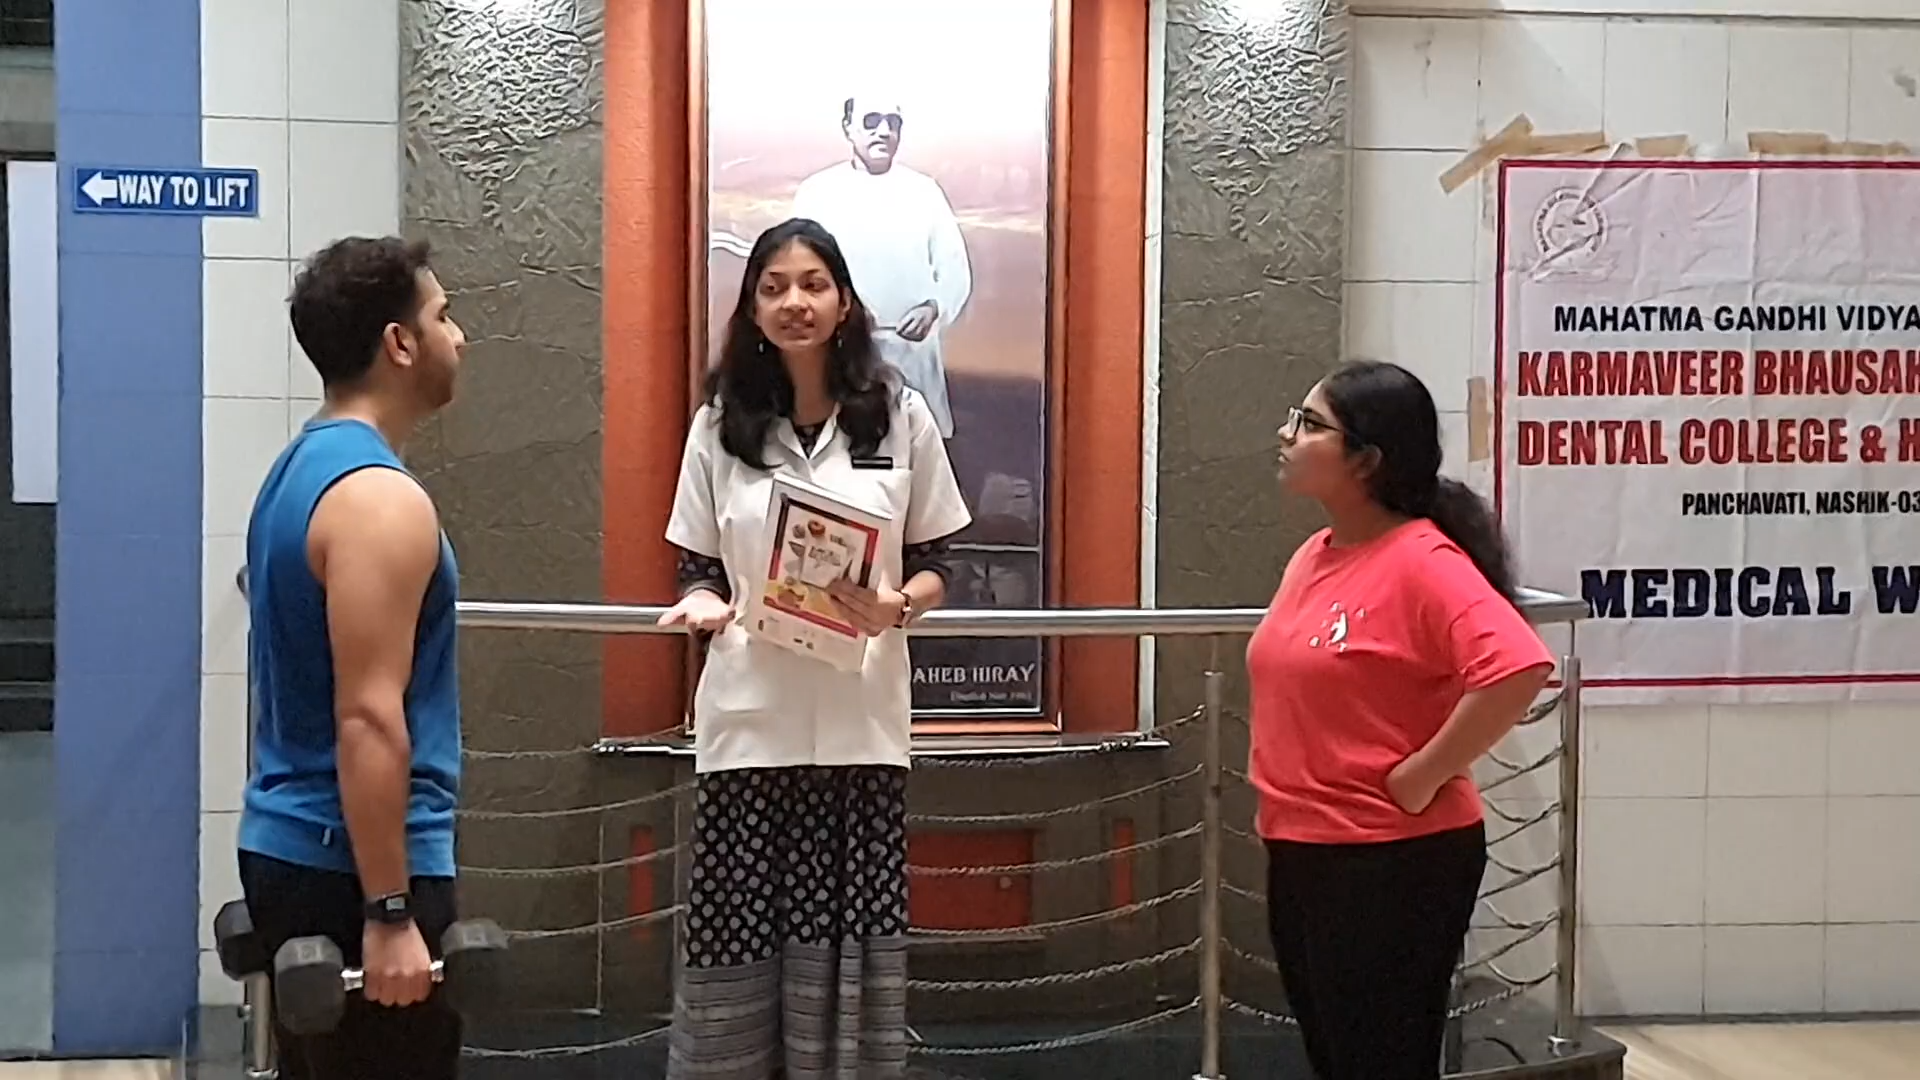 WAY TO LIFT
AHEB HIRAY
MAHATMA GANDHI VIDYA
KARMAVEER BHAUSAH
DENTAL COLLEGE & H
PANCHAVATI, NASHIK-03
MEDICAL W